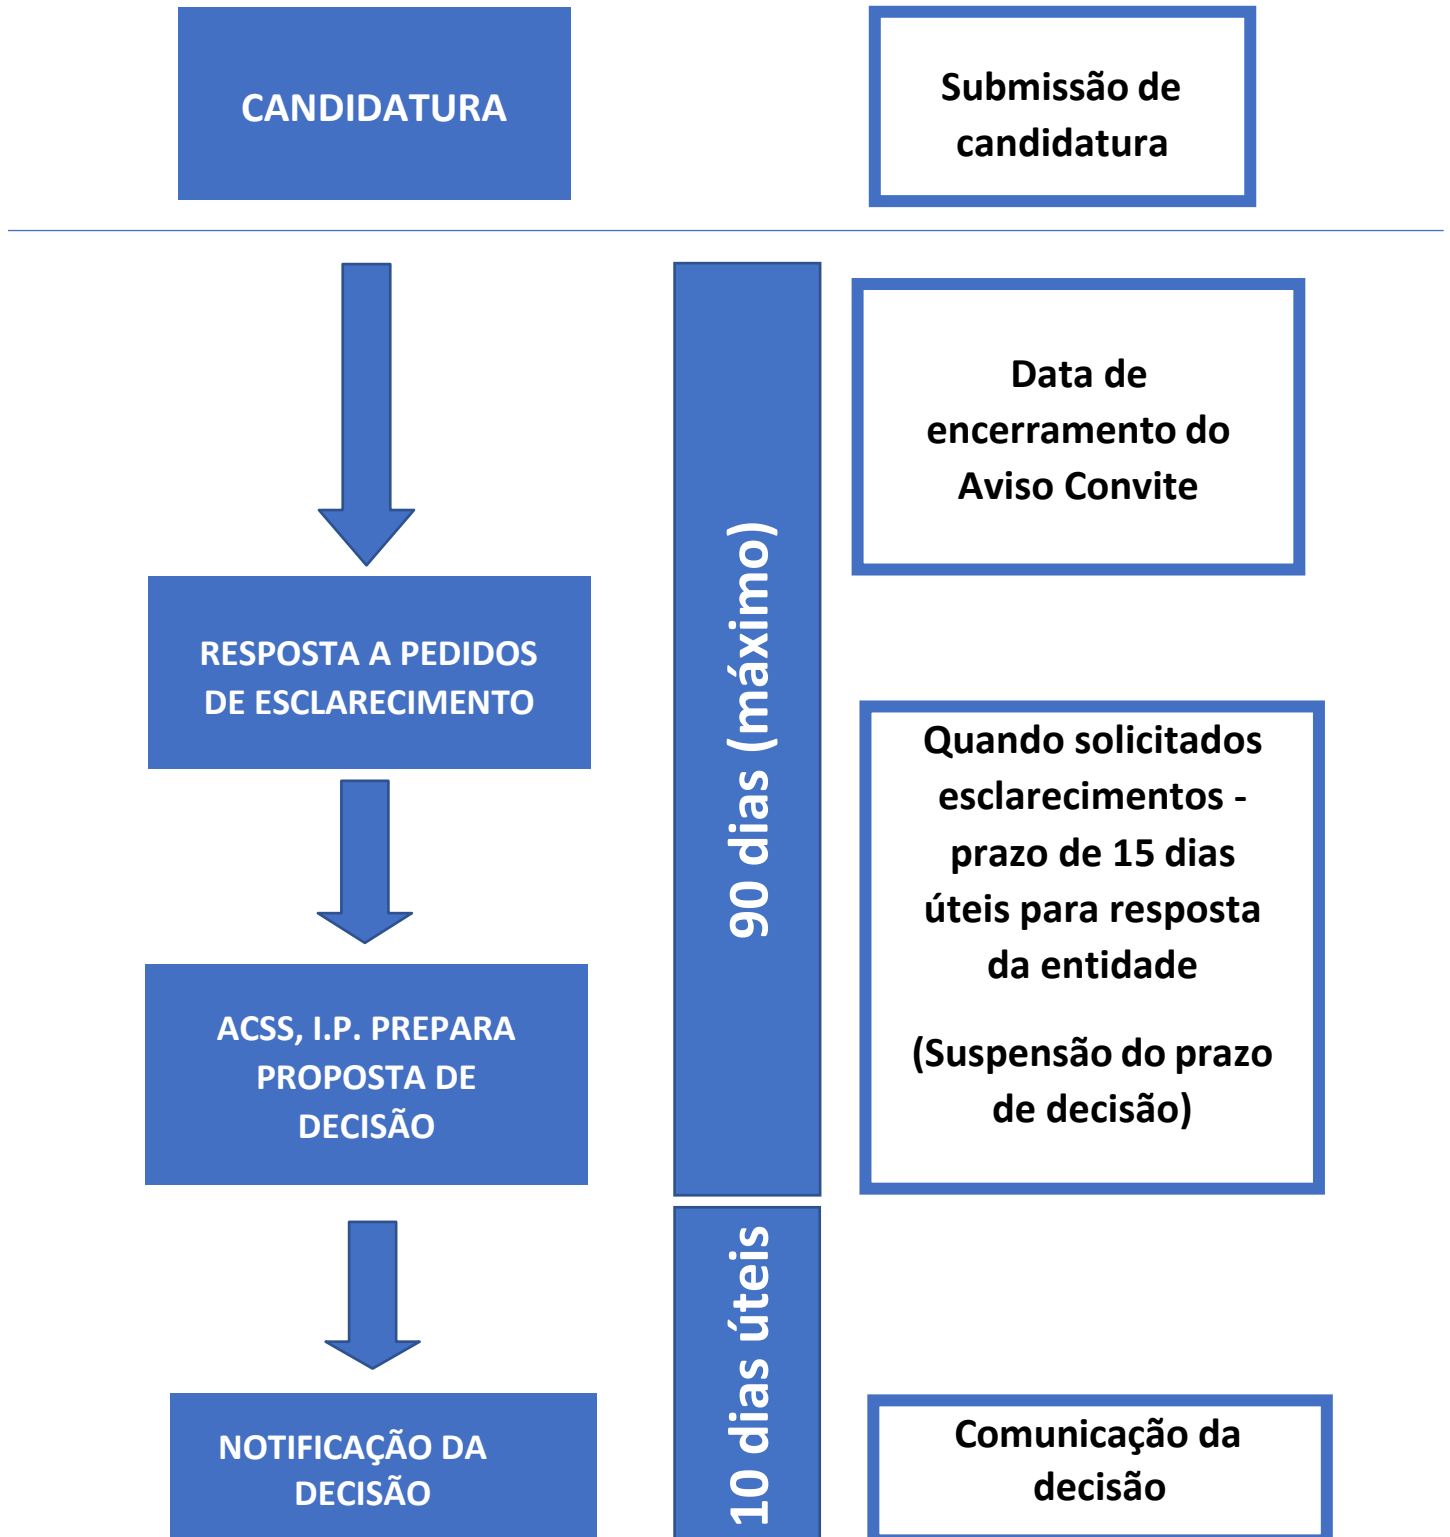 CANDIDATURA
Submissão de
candidatura
Data de
encerramento do
Aviso Convite
90 dias (máximo)
RESPOSTA A PEDIDOS
DE ESCLARECIMENTO
Quando solicitados
esclarecimentos -
prazo de 15 dias
úteis para resposta
da entidade
(Suspensão do prazo
de decisão)
ACSS, I.P. PREPARA
PROPOSTA DE
DECISÃO
10 dias úteis
NOTIFICAÇÃO DA
DECISÃO
Comunicação da
decisão